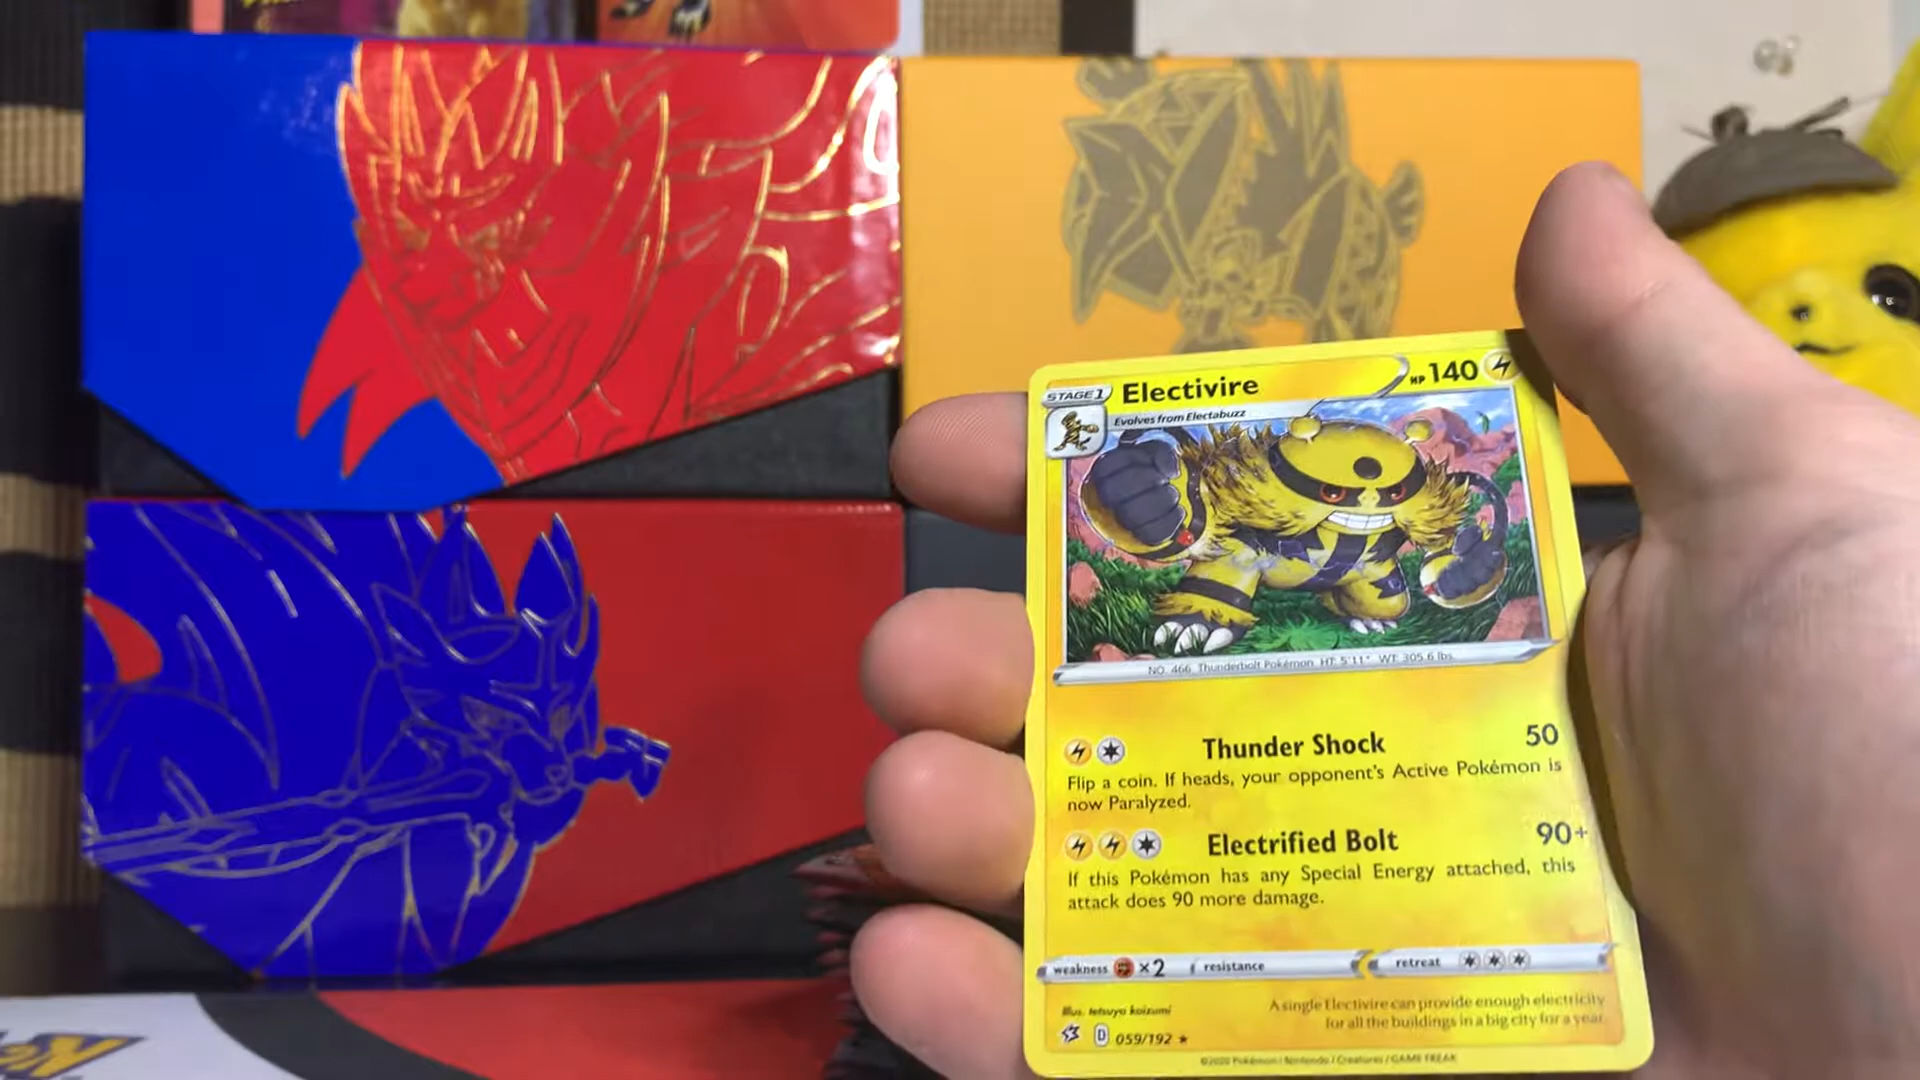 STAGE 1 Electivire HP 140
Evolves from Electabuzz
NO. 466 Thunderbolt Pokémon HT: 5'11" WT: 305.6 lbs.
Thunder Shock 50
Flip a coin. If heads, your opponent's Active Pokémon is
now Paralyzed.
Electrified Bolt 90+
If this Pokémon has any Special Energy attached, this
attack does 90 more damage.
weakness ×2 resistance retreat
Illus. tetsuya koizumi
A single Electivire can provide enough electricity
for all the buildings in a big city for a year.
D 059/192 ★
©2020 Pokémon / Nintendo / Creatures / GAME FREAK